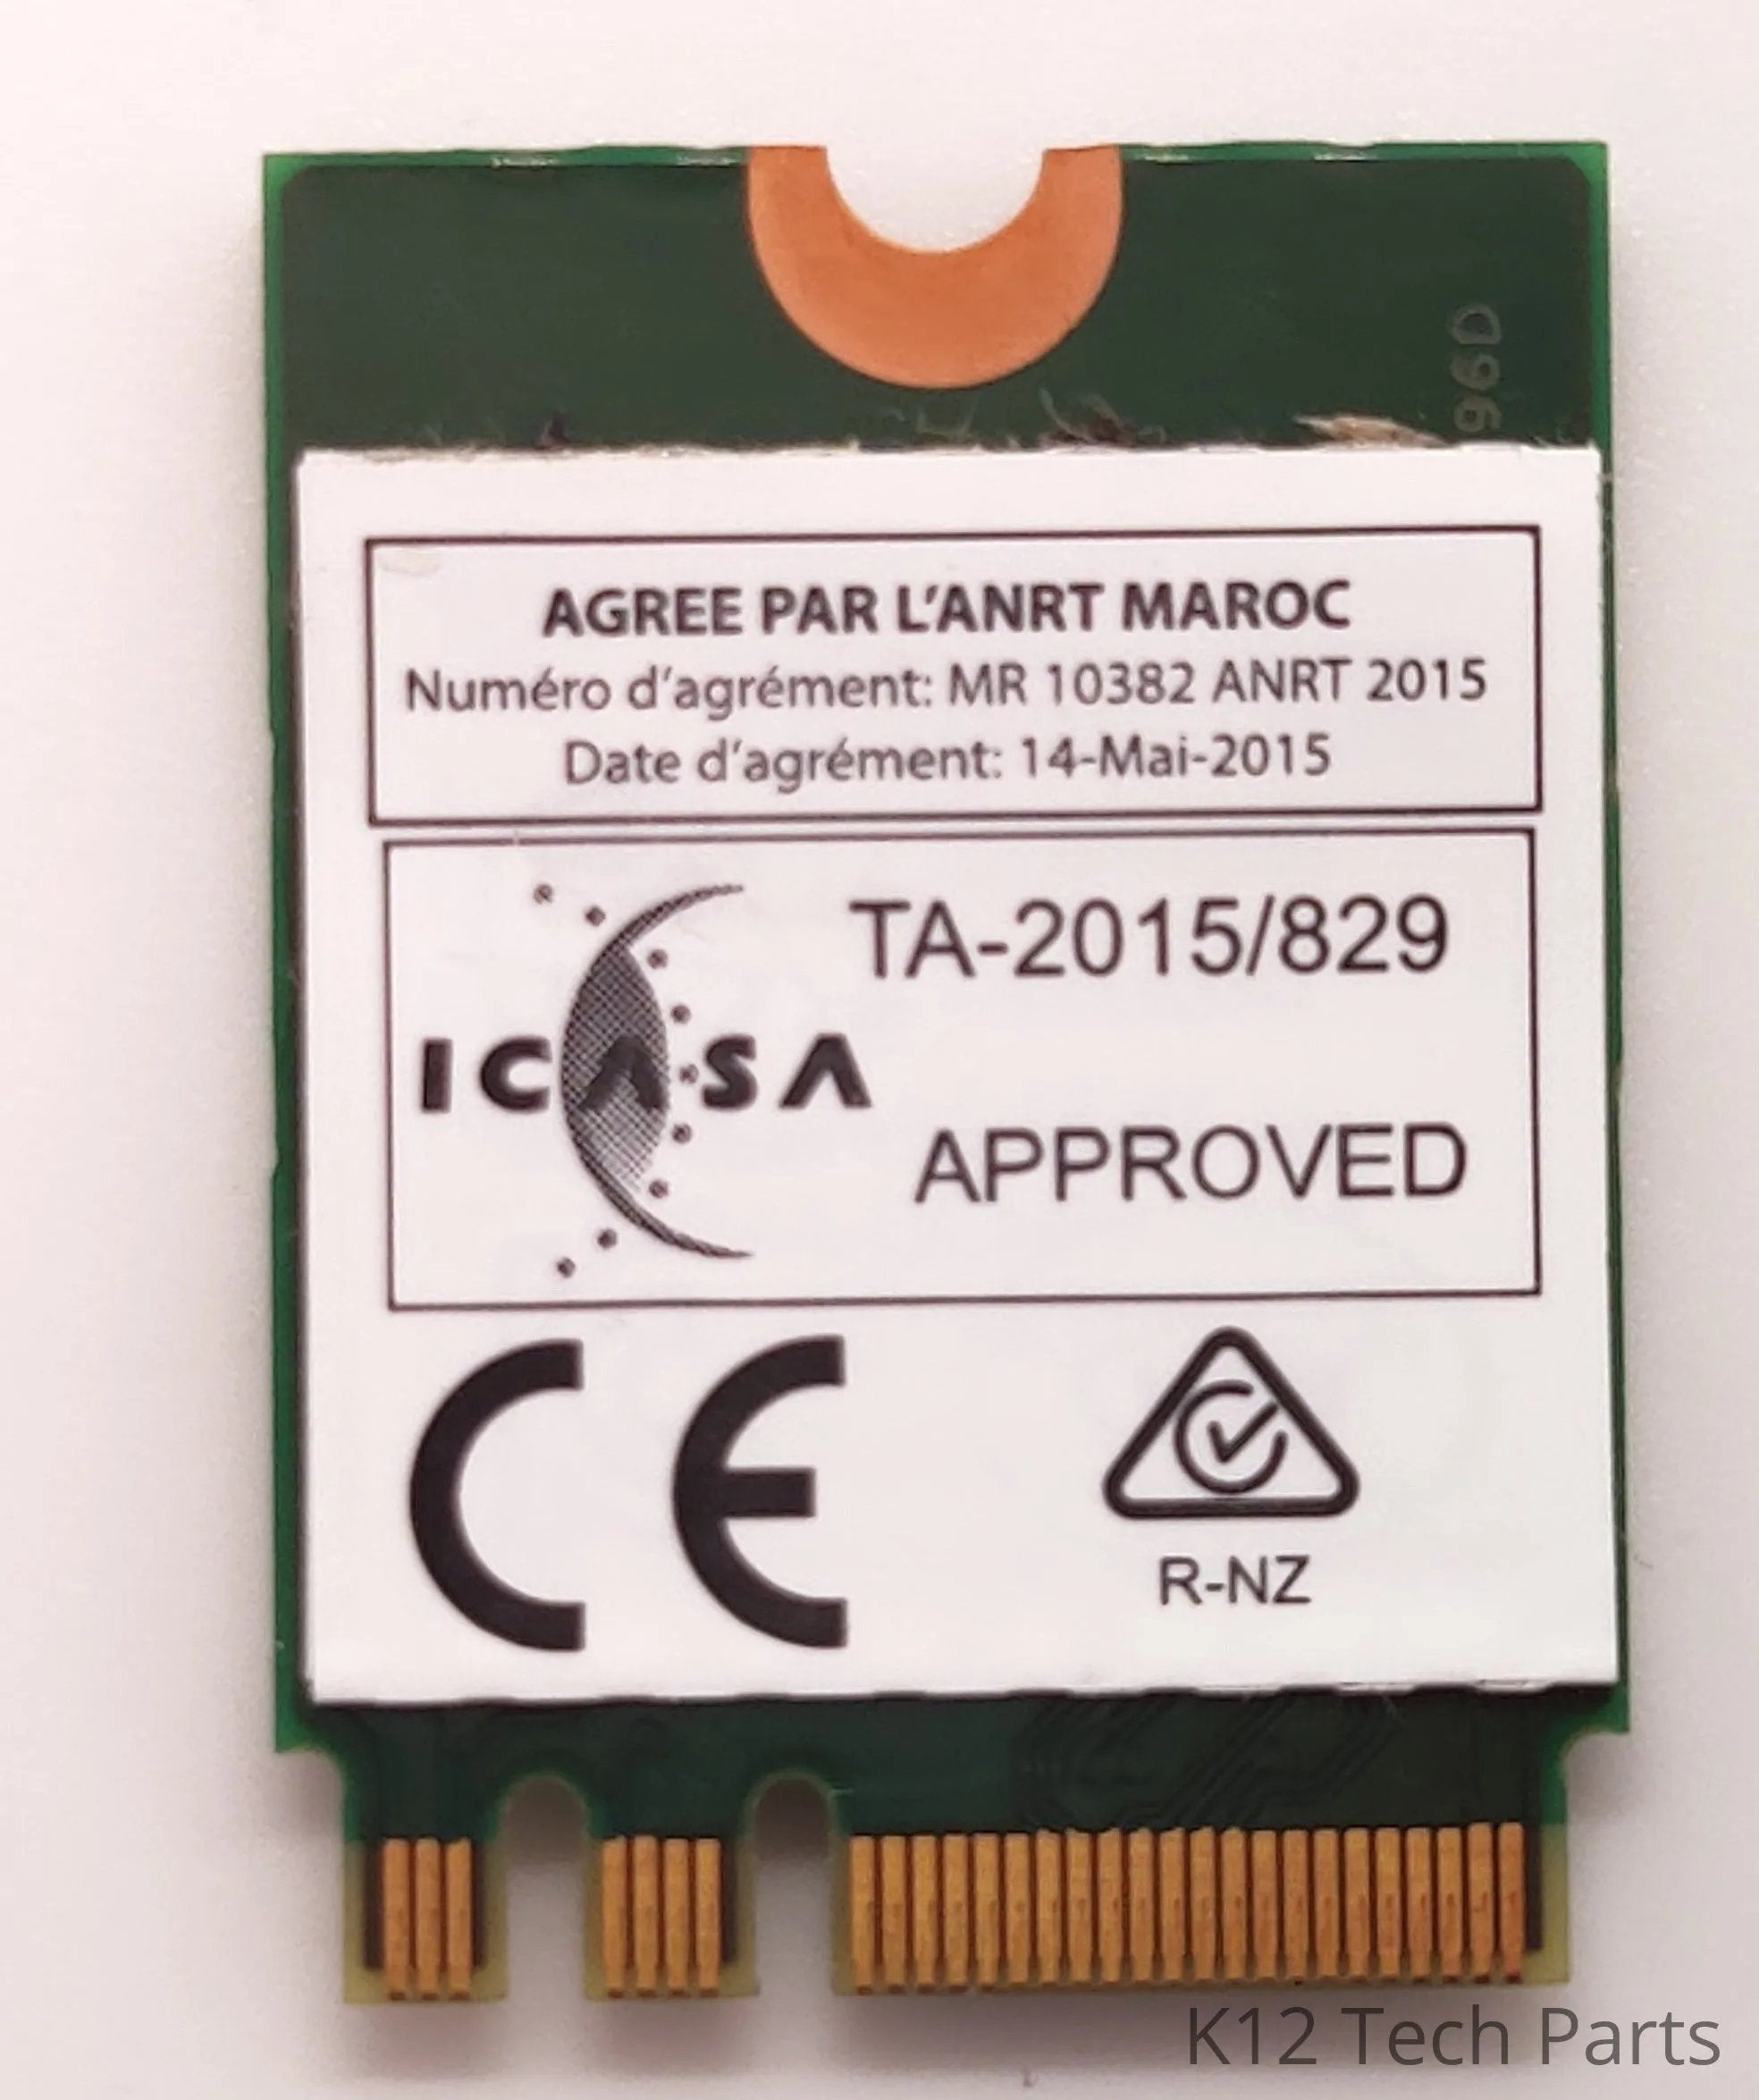 96D
AGREE PAR L'ANRT MAROC
Numéro d'agrément: MR 10382 ANRT 2015
Date d'agrément: 14-Mai-2015
TA-2015/829
ICASA
APPROVED
CE
R-NZ
K12 Tech Parts